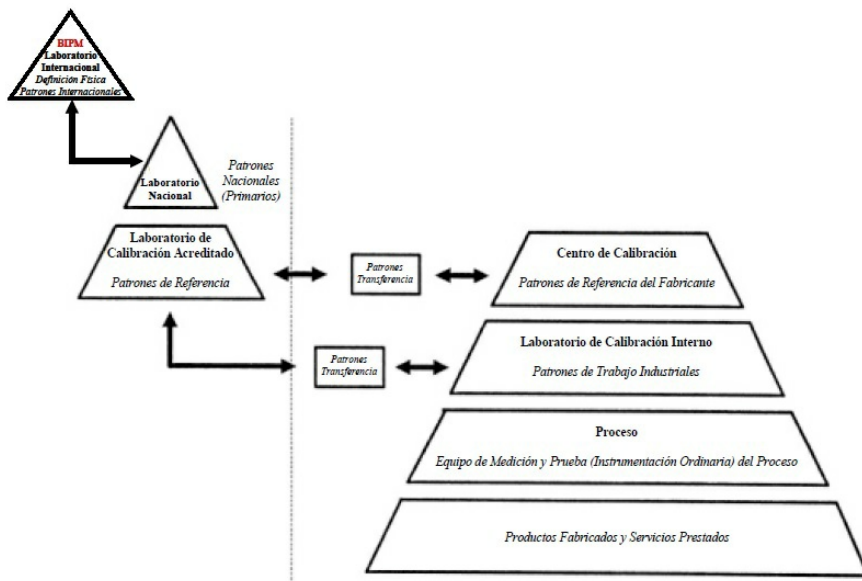 BIPM
Laboratorio
Internacional
Definición Física
Patrones Internacionales
Laboratorio
Nacional
Patrones
Nacionales
(Primarios)
Laboratorio de
Calibración Acreditado
Patrones de Referencia
Patrones
Transferencia
Centro de Calibración
Patrones de Referencia del Fabricante
Patrones
Transferencia
Laboratorio de Calibración Interno
Patrones de Trabajo Industriales
Proceso
Equipo de Medición y Prueba (Instrumentación Ordinaria) del Proceso
Productos Fabricados y Servicios Prestados